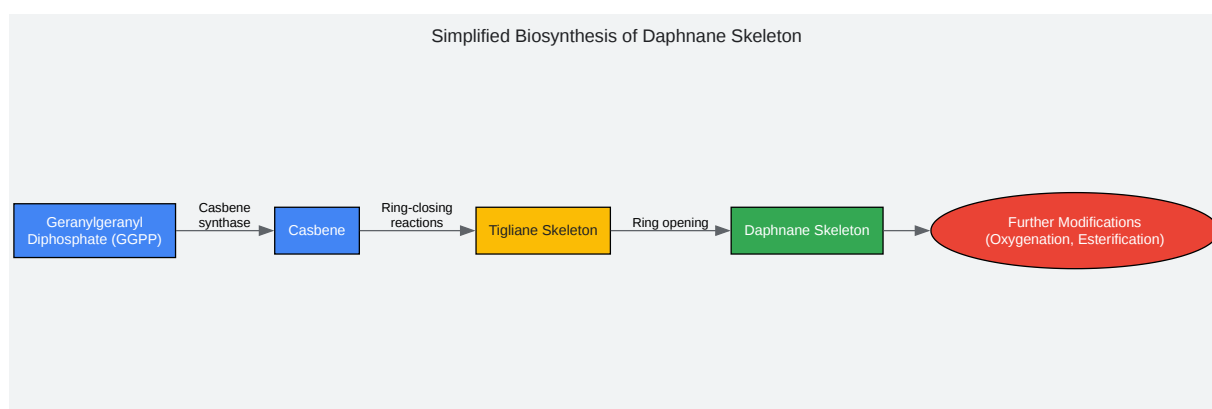 Simplified Biosynthesis of Daphnane Skeleton
Geranylgeranyl
Diphosphate (GGPP)
Casbene
synthase
Casbene
Ring-closing
reactions
Tigliane Skeleton
Ring opening
Daphnane Skeleton
Further Modifications
(Oxygenation, Esterification)